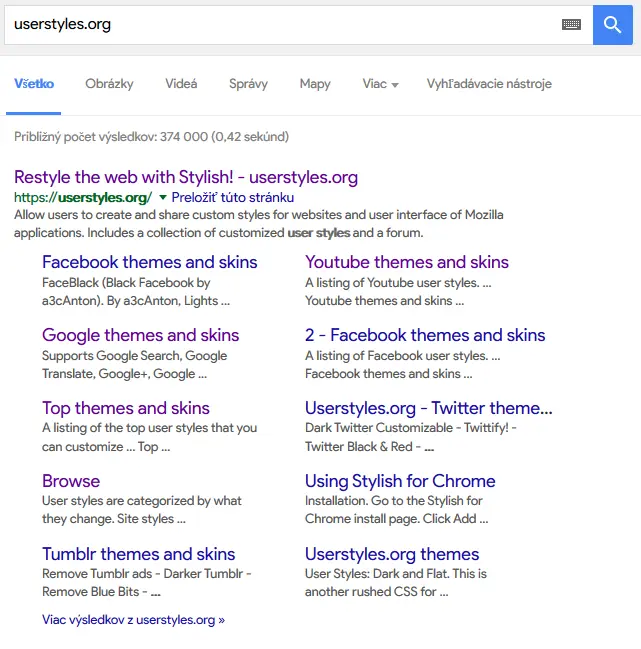 userstyles.org
Všetko Obrázky Videá Správy Mapy Viac Vyhľadávacie nástroje
Približný počet výsledkov: 374 000 (0,42 sekúnd)
Restyle the web with Stylish! - userstyles.org
https://userstyles.org/ Preložiť túto stránku
Allow users to create and share custom styles for websites and user interface of Mozilla
applications. Includes a collection of customized user styles and a forum.
Facebook themes and skins
FaceBlack (Black Facebook by
a3cAnton). By a3cAnton, Lights ...
Youtube themes and skins
A listing of Youtube user styles. ...
Youtube themes and skins ...
Google themes and skins
Supports Google Search, Google
Translate, Google+, Google ...
2 - Facebook themes and skins
A listing of Facebook user styles. ...
Facebook themes and skins ...
Top themes and skins
A listing of the top user styles that you
can customize ... Top ...
Userstyles.org - Twitter theme...
Dark Twitter Customizable - Twittify! -
Twitter Black & Red - ...
Browse
User styles are categorized by what
they change. Site styles ...
Using Stylish for Chrome
Installation. Go to the Stylish for
Chrome install page. Click Add ...
Tumblr themes and skins
Remove Tumblr ads - Darker Tumblr -
Remove Blue Bits - ...
Userstyles.org themes
User Styles: Dark and Flat. This is
another rushed CSS for ...
Viac výsledkov z userstyles.org »